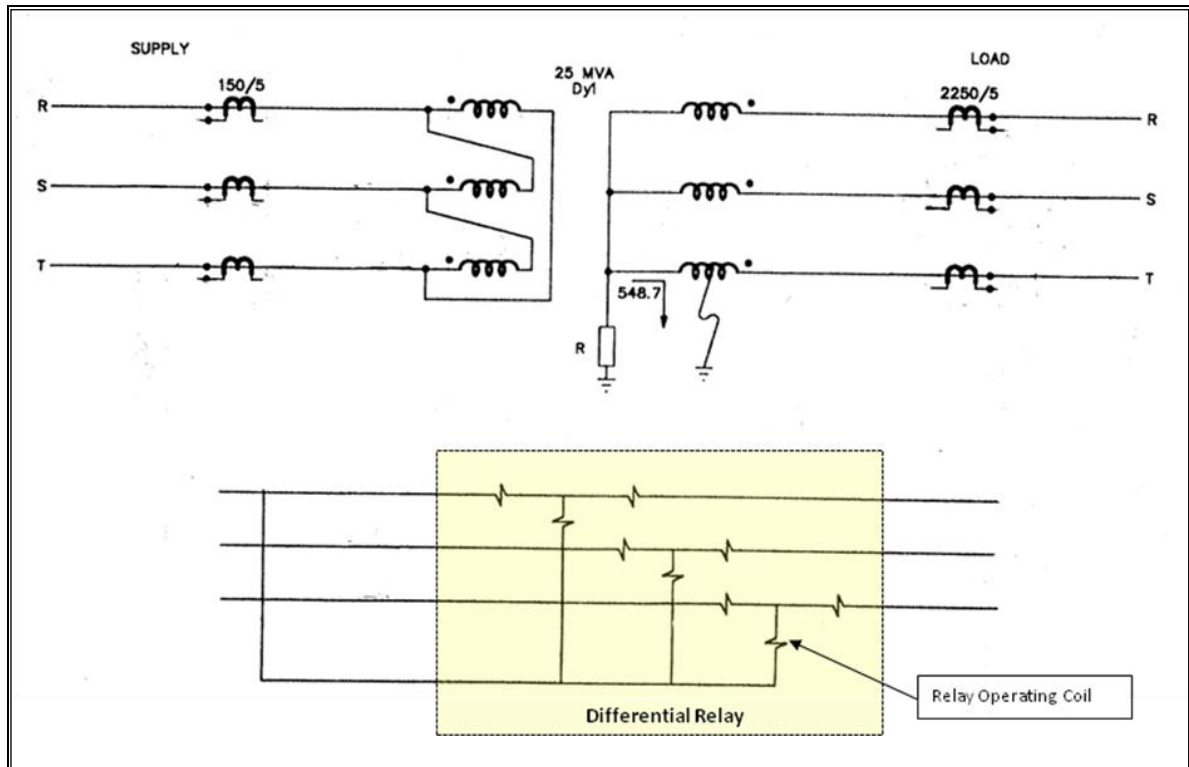 SUPPLY
LOAD
25 MVA
Dy1
150/5
2250/5
R
R
S
S
T
T
548.7
R
Relay Operating Coil
Differential Relay